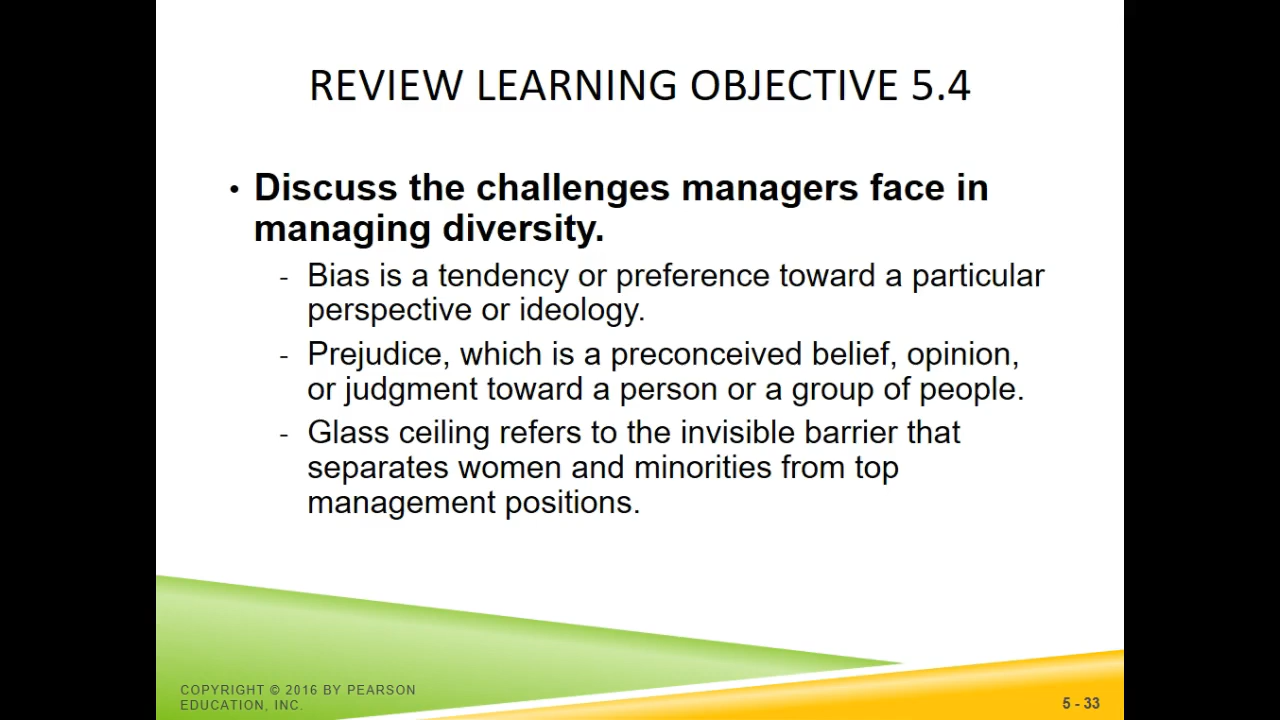 REVIEW LEARNING OBJECTIVE 5.4
• Discuss the challenges managers face in
managing diversity.
- Bias is a tendency or preference toward a particular
perspective or ideology.
- Prejudice, which is a preconceived belief, opinion,
or judgment toward a person or a group of people.
- Glass ceiling refers to the invisible barrier that
separates women and minorities from top
management positions.
COPYRIGHT © 2016 BY PEARSON
EDUCATION, INC.
5 - 33